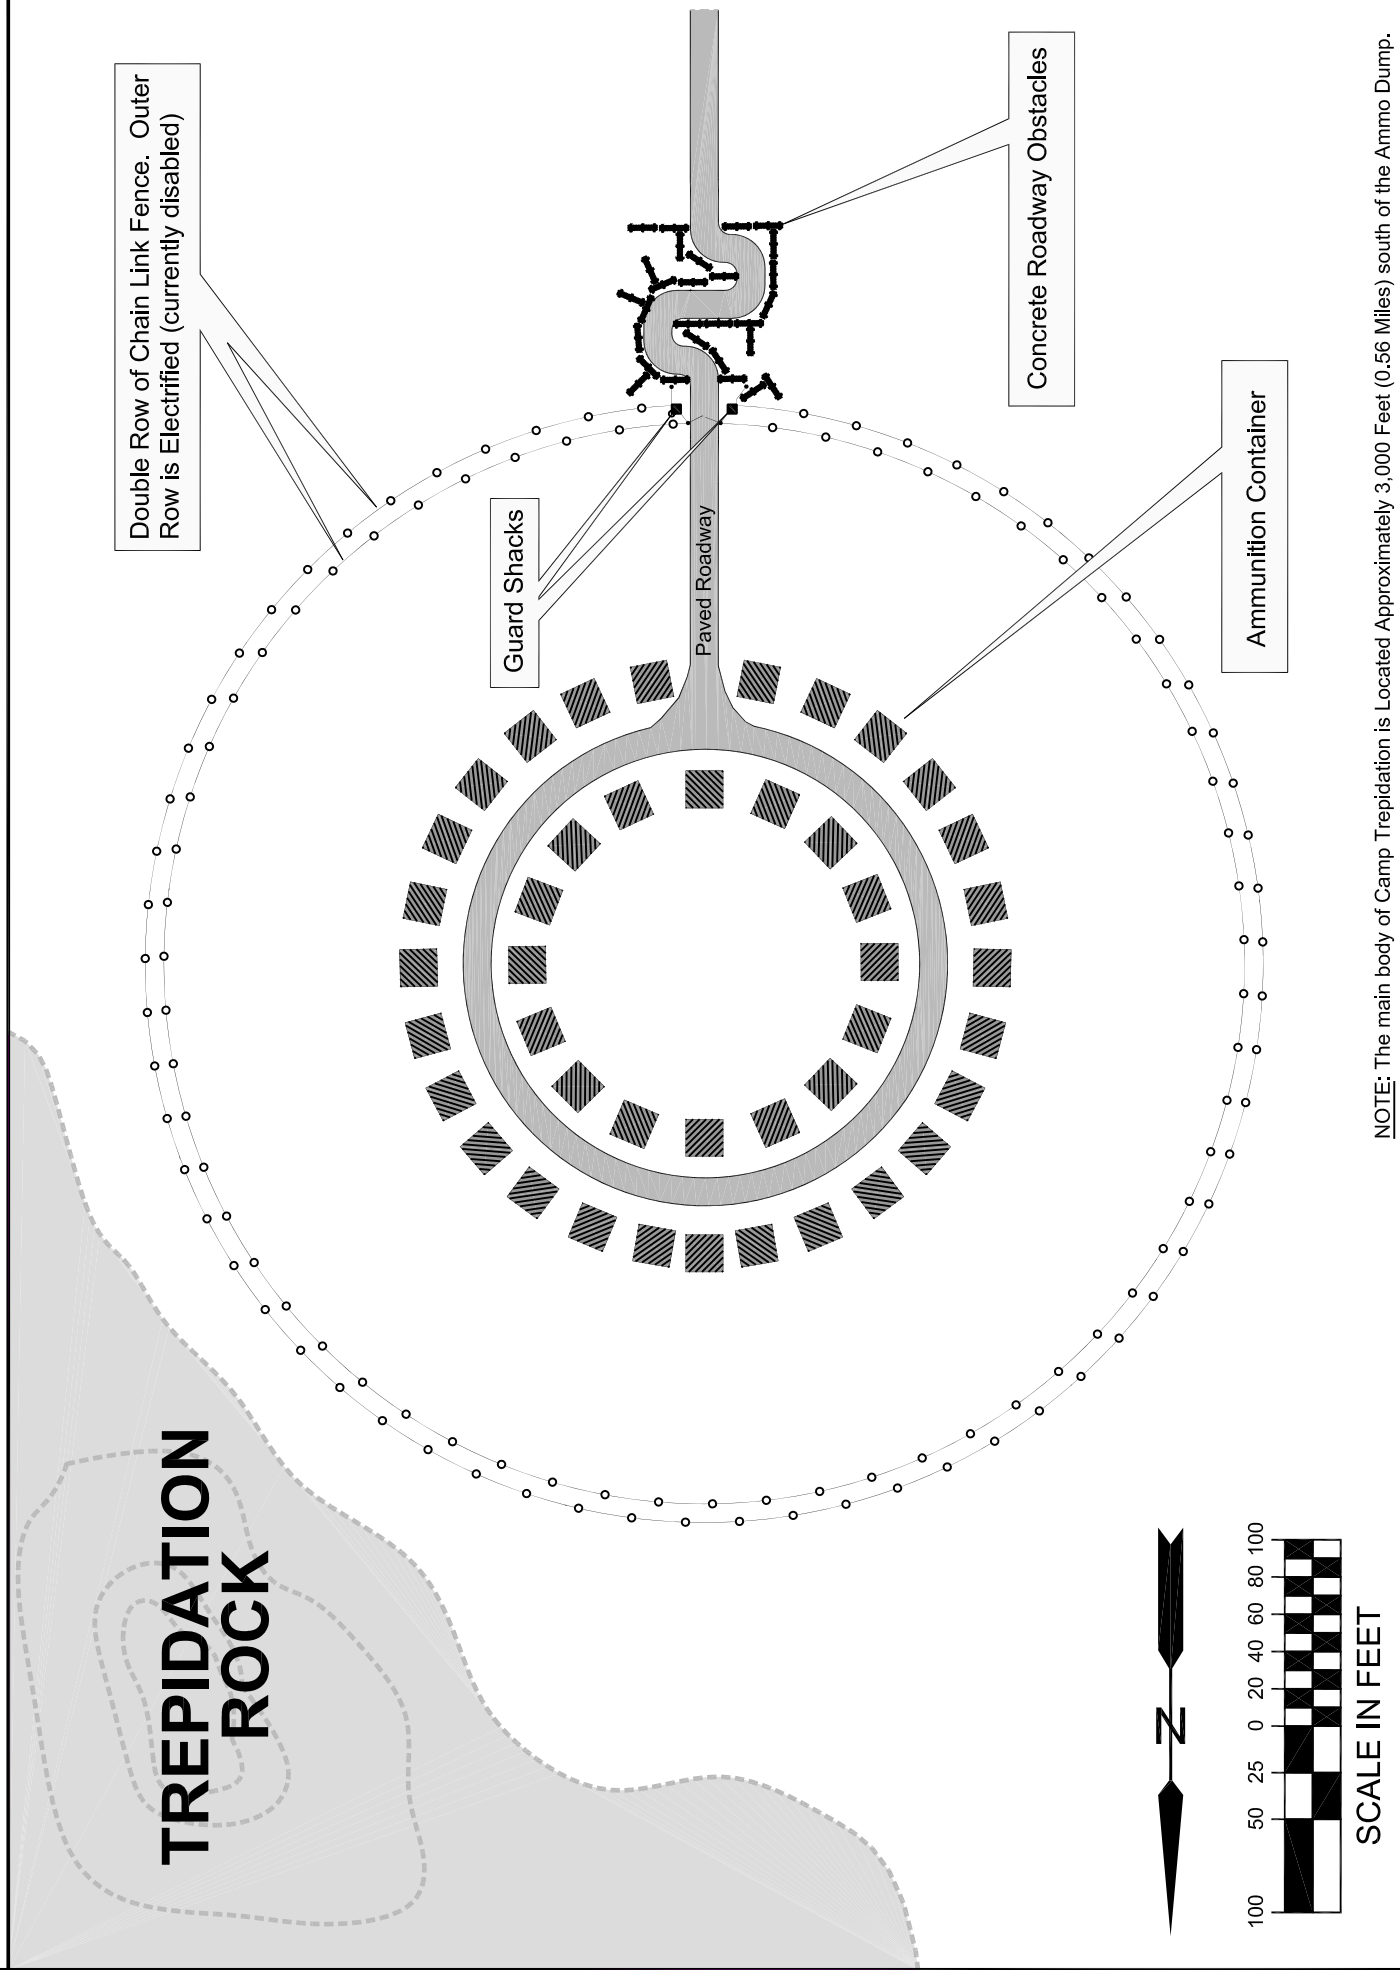 Double Row of Chain Link Fence.  Outer
Row is Electrified (currently disabled)
TREPIDATION
ROCK
Guard Shacks
Paved Roadway
Concrete Roadway Obstacles
Ammunition Container
N
100 50 25 0 20 40 60 80 100
SCALE IN FEET
NOTE: The main body of Camp Trepidation is Located Approximately 3,000 Feet (0.56 Miles) south of the Ammo Dump.